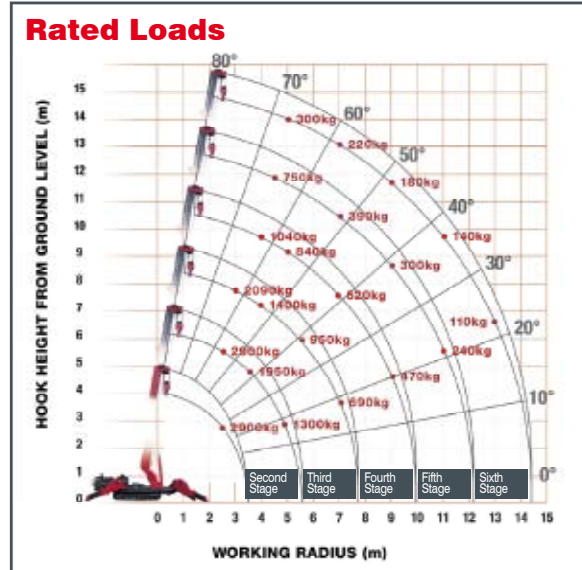 Rated Loads
HOOK HEIGHT FROM GROUND LEVEL (m)
15
14
13
12
11
10
9
8
7
6
5
4
3
2
1
0
80°
70°
60°
50°
40°
30°
20°
10°
0°
300kg
220kg
180kg
140kg
110kg
750kg
390kg
300kg
240kg
1040kg
840kg
520kg
470kg
2090kg
1400kg
950kg
690kg
2900kg
1950kg
1300kg
2900kg
Second Stage
Third Stage
Fourth Stage
Fifth Stage
Sixth Stage
0 1 2 3 4 5 6 7 8 9 10 11 12 13 14 15
WORKING RADIUS (m)